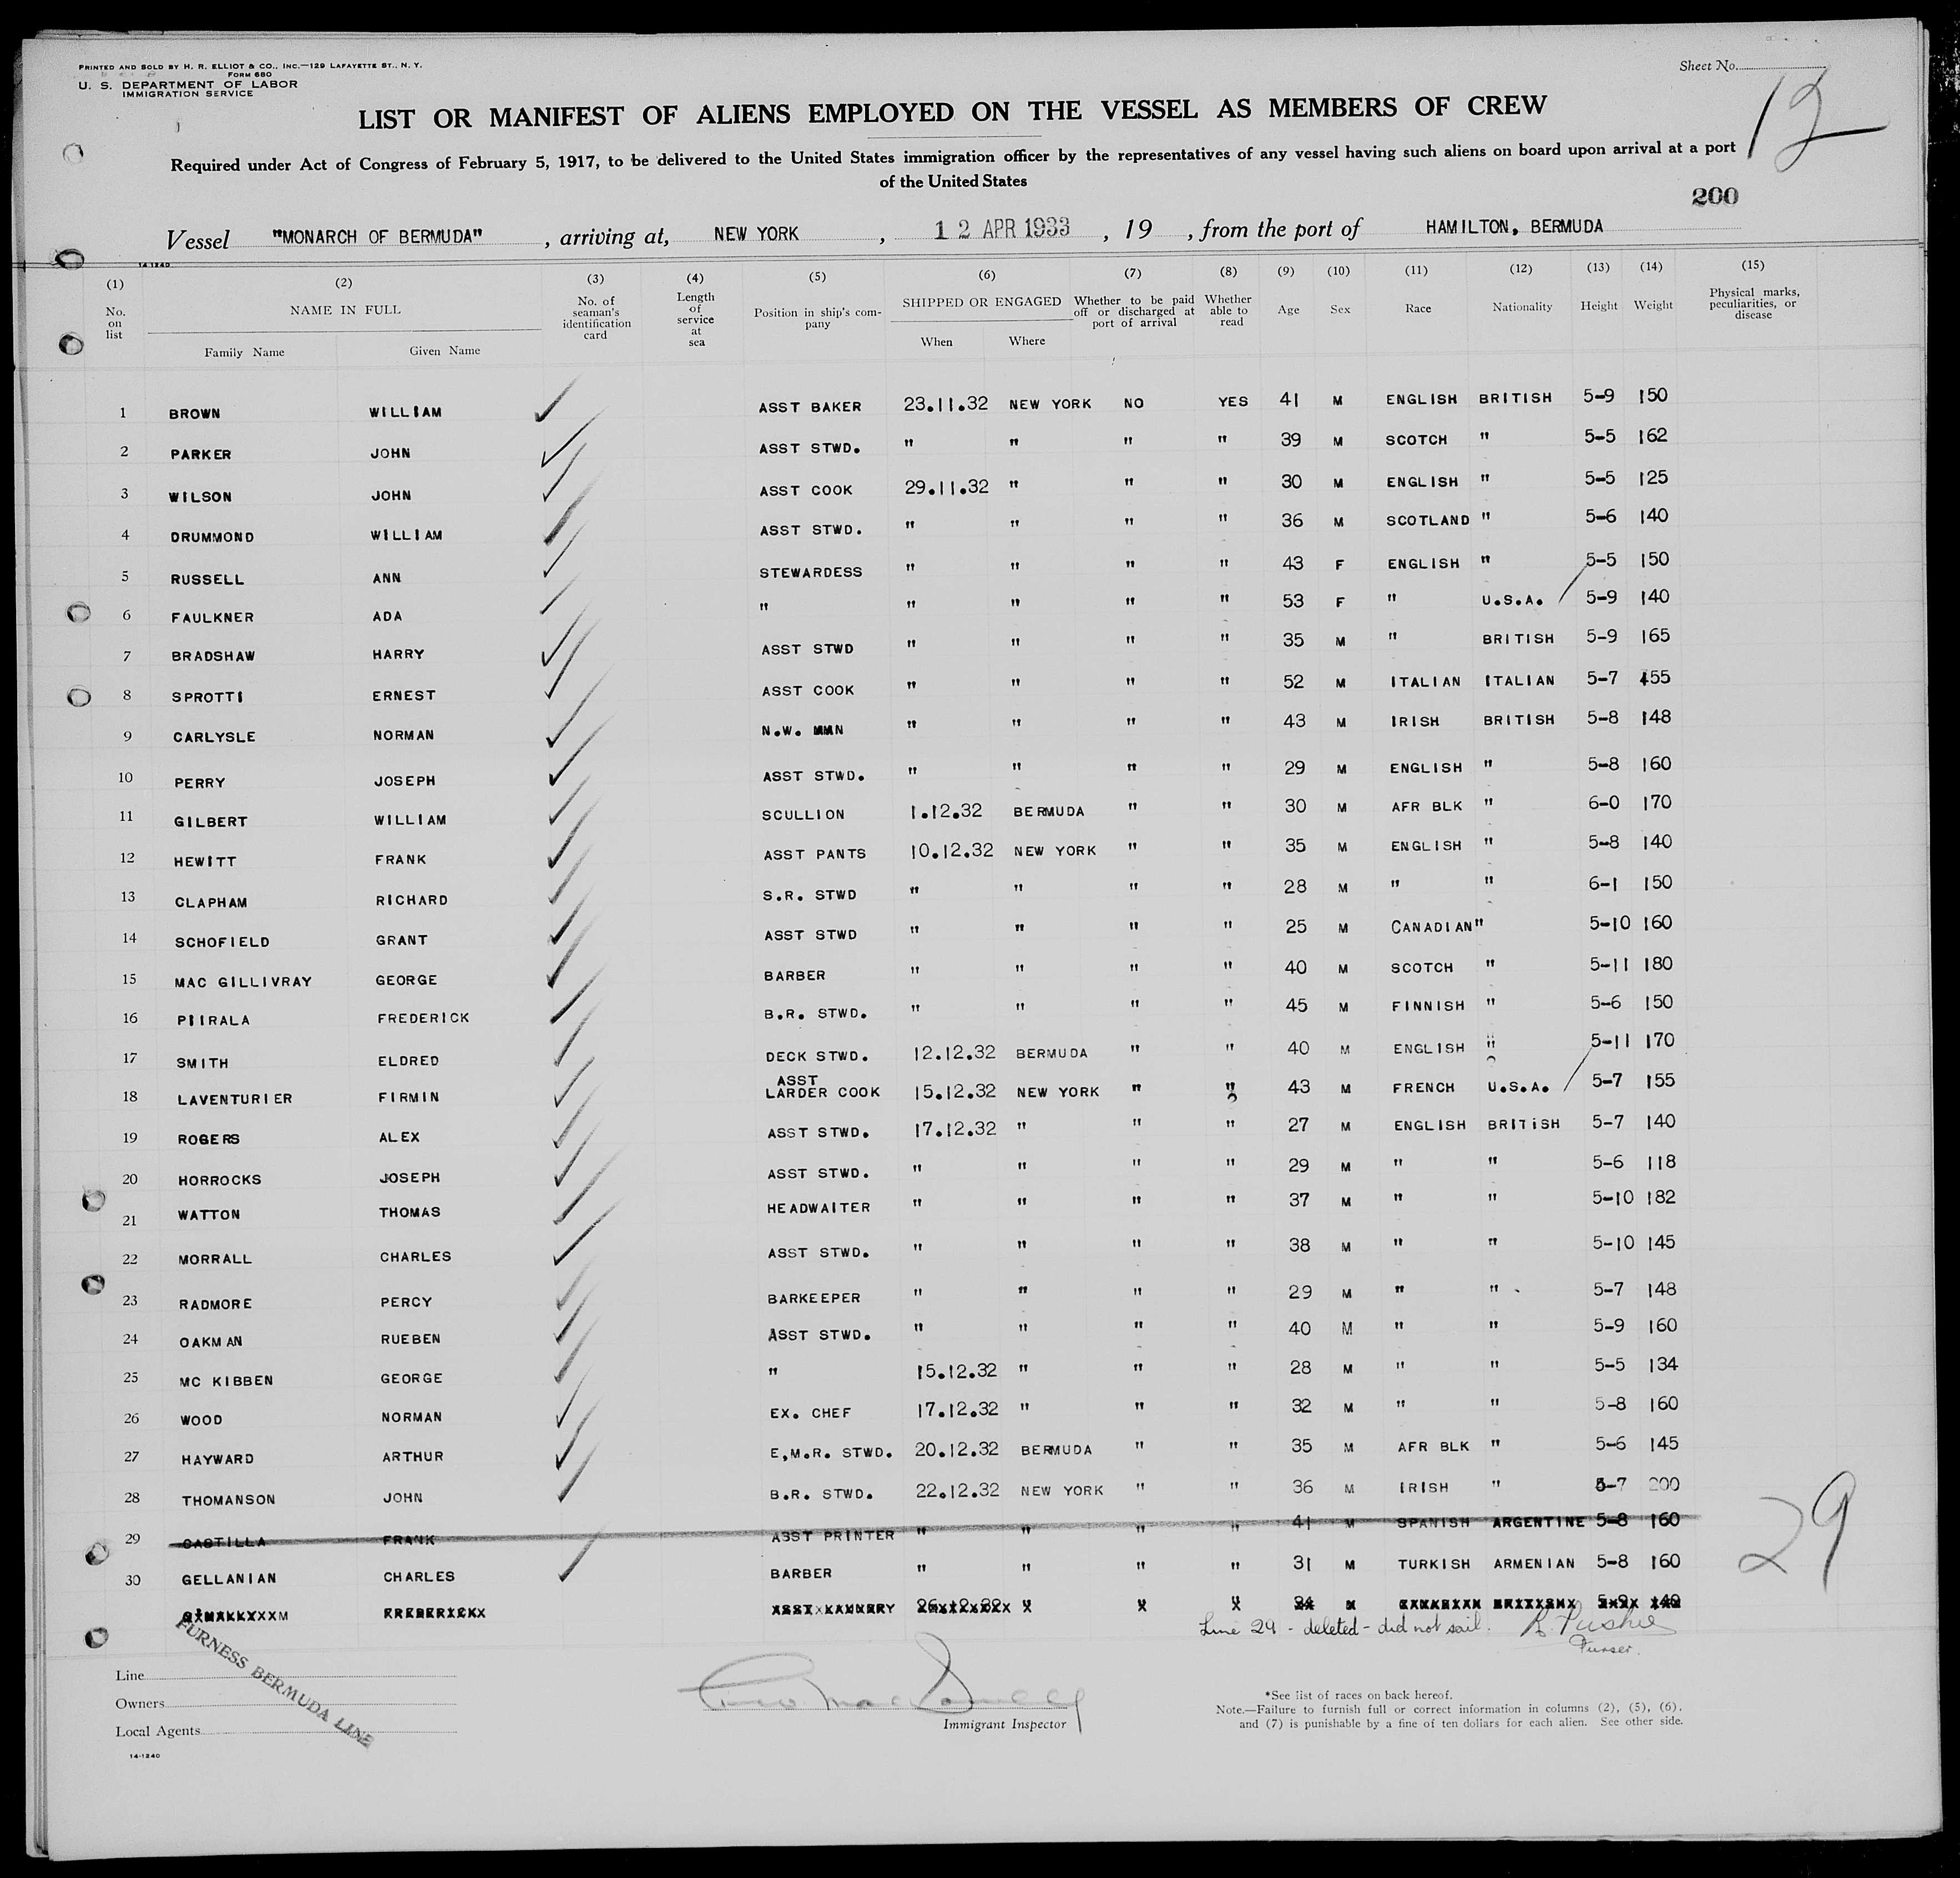 PRINTED AND SOLD BY H. R. ELLIOT & CO., INC.—129 LAFAYETTE ST., N. Y.
FORM 680
U. S. DEPARTMENT OF LABOR
IMMIGRATION SERVICE
Sheet No.
12
LIST OR MANIFEST OF ALIENS EMPLOYED ON THE VESSEL AS MEMBERS OF CREW
Required under Act of Congress of February 5, 1917, to be delivered to the United States immigration officer by the representatives of any vessel having such aliens on board upon arrival at a port
of the United States
200
Vessel "MONARCH OF BERMUDA" , arriving at, NEW YORK , 12 APR 1933 , 19 , from the port of HAMILTON, BERMUDA
14-1240
(1) (2) (3) (4) (5) (6) (7) (8) (9) (10) (11) (12) (13) (14) (15)
No. on list NAME IN FULL No. of seaman's identification card Length of service at sea Position in ship's company SHIPPED OR ENGAGED Whether to be paid off or discharged at port of arrival Whether able to read Age Sex Race Nationality Height Weight Physical marks, peculiarities, or disease
Family Name Given Name When Where
1 BROWN WILLIAM ASST BAKER 23.11.32 NEW YORK NO YES 41 M ENGLISH BRITISH 5-9 150
2 PARKER JOHN ASST STWD. " " " " 39 M SCOTCH " 5-5 162
3 WILSON JOHN ASST COOK 29.11.32 " " " 30 M ENGLISH " 5-5 125
4 DRUMMOND WILLIAM ASST STWD. " " " " 36 M SCOTLAND " 5-6 140
5 RUSSELL ANN STEWARDESS " " " " 43 F ENGLISH " 5-5 150
6 FAULKNER ADA " " " " " 53 F " U.S.A. 5-9 140
7 BRADSHAW HARRY ASST STWD " " " " 35 M " BRITISH 5-9 165
8 SPROTTI ERNEST ASST COOK " " " " 52 M ITALIAN ITALIAN 5-7 155
9 CARLYSLE NORMAN N.W. MMN " " " " 43 M IRISH BRITISH 5-8 148
10 PERRY JOSEPH ASST STWD. " " " " 29 M ENGLISH " 5-8 160
11 GILBERT WILLIAM SCULLION 1.12.32 BERMUDA " " 30 M AFR BLK " 6-0 170
12 HEWITT FRANK ASST PANTS 10.12.32 NEW YORK " " 35 M ENGLISH " 5-8 140
13 CLAPHAM RICHARD S.R. STWD " " " " 28 M " " 6-1 150
14 SCHOFIELD GRANT ASST STWD " " " " 25 M CANADIAN " 5-10 160
15 MAC GILLIVRAY GEORGE BARBER " " " " 40 M SCOTCH " 5-11 180
16 PIIRALA FREDERICK B.R. STWD. " " " " 45 M FINNISH " 5-6 150
17 SMITH ELDRED DECK STWD. 12.12.32 BERMUDA " " 40 M ENGLISH " 5-11 170
18 LAVENTURIER FIRMIN ASST LARDER COOK 15.12.32 NEW YORK " " 43 M FRENCH U.S.A. 5-7 155
19 ROGERS ALEX ASST STWD. 17.12.32 " " " 27 M ENGLISH BRITISH 5-7 140
20 HORROCKS JOSEPH ASST STWD. " " " " 29 M " " 5-6 118
21 WATTON THOMAS HEADWAITER " " " " 37 M " " 5-10 182
22 MORRALL CHARLES ASST STWD. " " " " 38 M " " 5-10 145
23 RADMORE PERCY BARKEEPER " " " " 29 M " " 5-7 148
24 OAKMAN RUEBEN ASST STWD. " " " " 40 M " " 5-9 160
25 MC KIBBEN GEORGE " 15.12.32 " " " 28 M " " 5-5 134
26 WOOD NORMAN EX. CHEF 17.12.32 " " " 32 M " " 5-8 160
27 HAYWARD ARTHUR E,M.R. STWD. 20.12.32 BERMUDA " " 35 M AFR BLK " 5-6 145
28 THOMANSON JOHN B.R. STWD. 22.12.32 NEW YORK " " 36 M IRISH " 5-7 200
29 CASTILLA FRANK ASST PRINTER " " " " 41 M SPANISH ARGENTINE 5-8 160
30 GELLANIAN CHARLES BARBER " " " " 31 M TURKISH ARMENIAN 5-8 160
29
Line 29 - deleted - did not sail.
Purser.
FURNESS BERMUDA LINE
Line
Owners
Local Agents
14-1240
Immigrant Inspector
*See list of races on back hereof.
Note.—Failure to furnish full or correct information in columns (2), (5), (6),
and (7) is punishable by a fine of ten dollars for each alien. See other side.